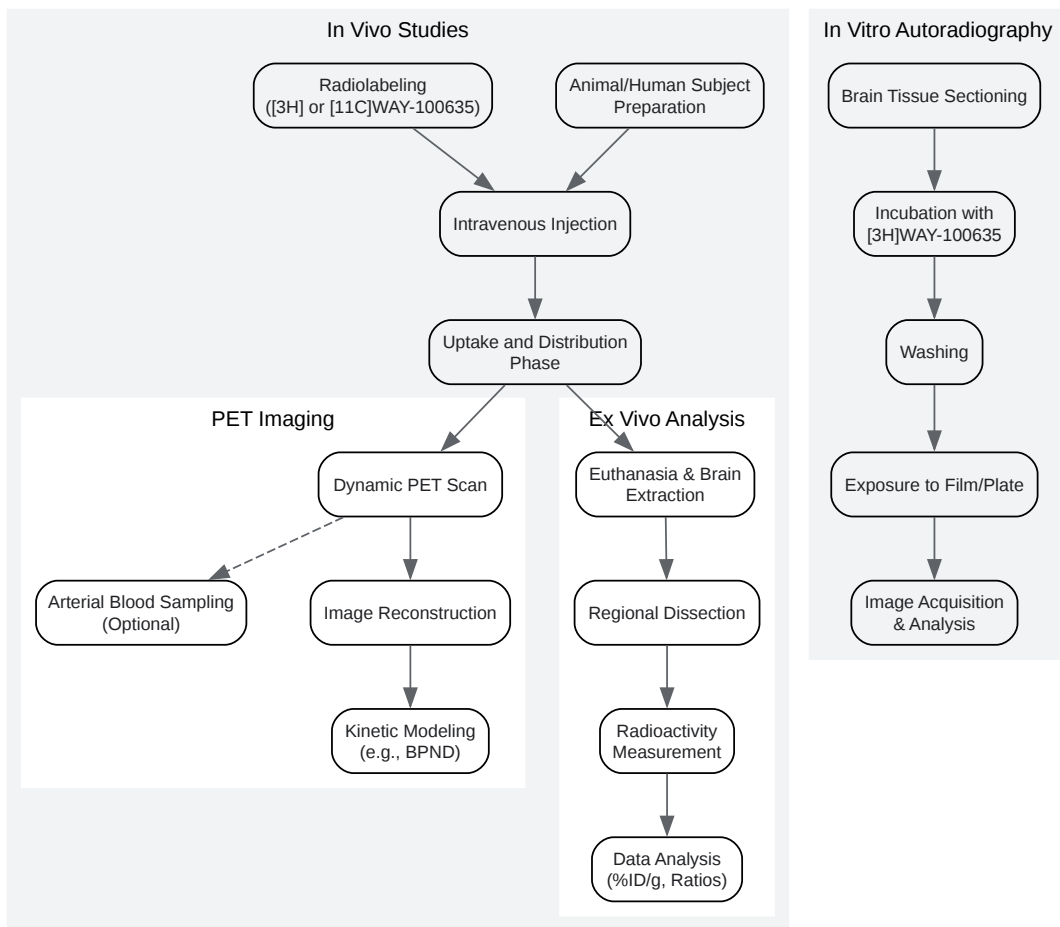 In Vivo Studies
Radiolabeling
([3H] or [11C]WAY-100635)
Animal/Human Subject
Preparation
Intravenous Injection
Uptake and Distribution
Phase
PET Imaging
Dynamic PET Scan
Arterial Blood Sampling
(Optional)
Image Reconstruction
Kinetic Modeling
(e.g., BPND)
Ex Vivo Analysis
Euthanasia & Brain
Extraction
Regional Dissection
Radioactivity
Measurement
Data Analysis
(%ID/g, Ratios)
In Vitro Autoradiography
Brain Tissue Sectioning
Incubation with
[3H]WAY-100635
Washing
Exposure to Film/Plate
Image Acquisition
& Analysis